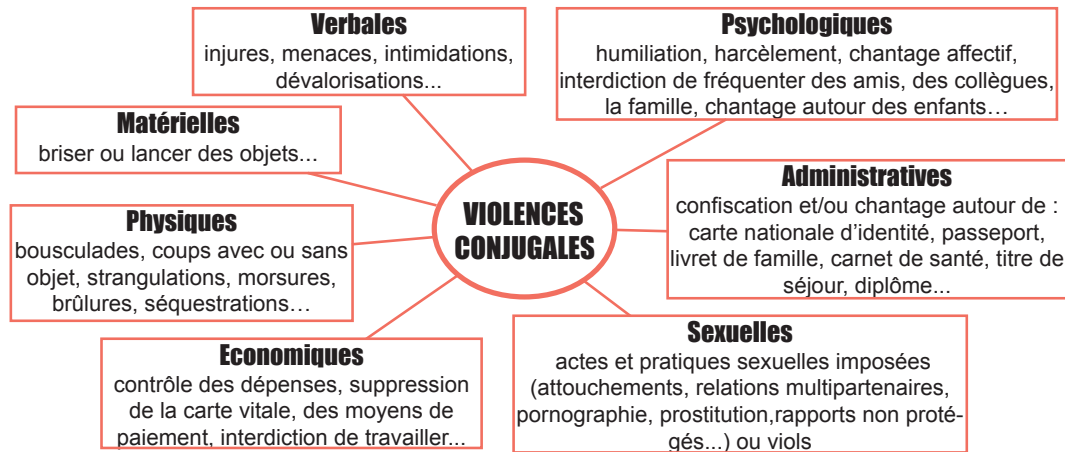 Verbales
injures, menaces, intimidations,
dévalorisations...
Psychologiques
humiliation, harcèlement, chantage affectif,
interdiction de fréquenter des amis, des collègues,
la famille, chantage autour des enfants…
Matérielles
briser ou lancer des objets...
VIOLENCES
CONJUGALES
Administratives
confiscation et/ou chantage autour de :
carte nationale d’identité, passeport,
livret de famille, carnet de santé, titre de
séjour, diplôme...
Physiques
bousculades, coups avec ou sans
objet, strangulations, morsures,
brûlures, séquestrations…
Economiques
contrôle des dépenses, suppression
de la carte vitale, des moyens de
paiement, interdiction de travailler...
Sexuelles
actes et pratiques sexuelles imposées
(attouchements, relations multipartenaires,
pornographie, prostitution,rapports non proté-
gés...) ou viols